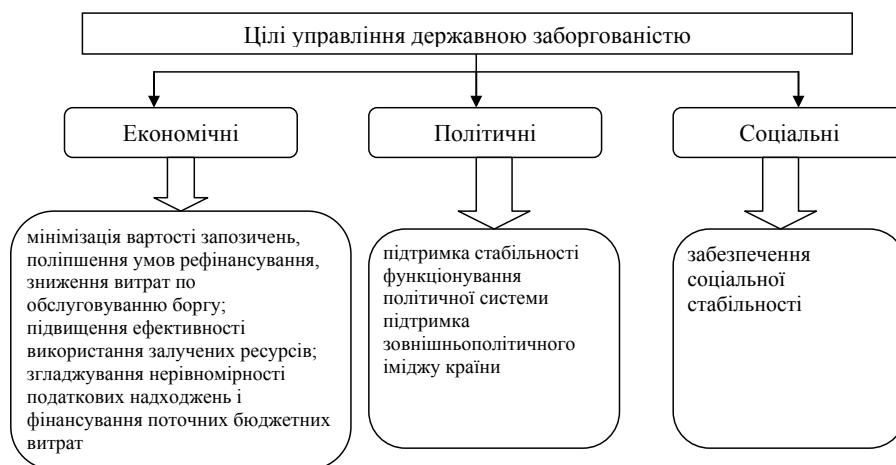 Цілі управління державною заборгованістю
Економічні
Політичні
Соціальні
мінімізація вартості запозичень,
поліпшення умов рефінансування,
зниження витрат по
обслуговуванню боргу;
підвищення ефективності
використання залучених ресурсів;
згладжування нерівномірності
податкових надходжень і
фінансування поточних бюджетних
витрат
підтримка стабільності
функціонування
політичної системи
підтримка
зовнішньополітичного
іміджу країни
забезпечення
соціальної
стабільності